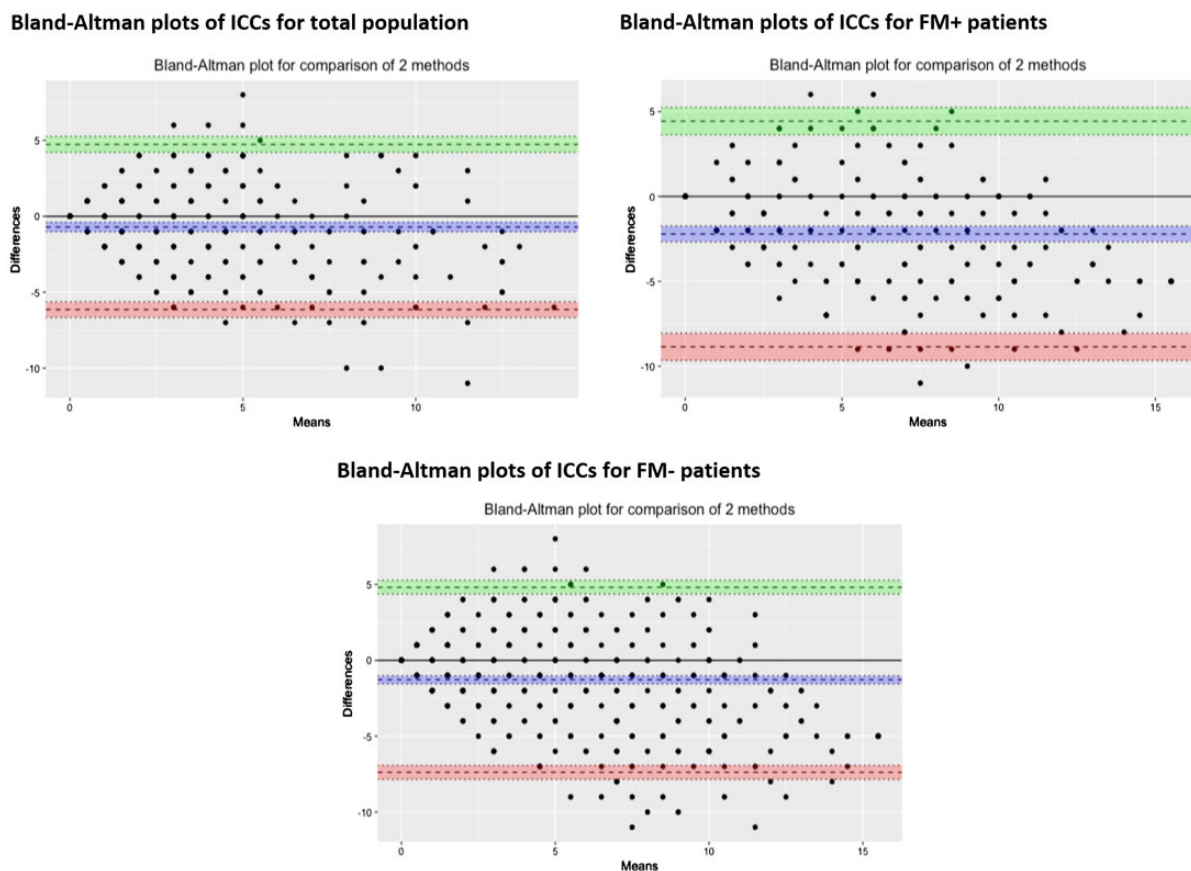 Bland-Altman plots of ICCs for total population
Bland-Altman plot for comparison of 2 methods
Differences
5
0
-5
-10
0
5
10
Means
Bland-Altman plots of ICCs for FM+ patients
Bland-Altman plot for comparison of 2 methods
Differences
5
0
-5
-10
0
5
10
15
Means
Bland-Altman plots of ICCs for FM- patients
Bland-Altman plot for comparison of 2 methods
Differences
5
0
-5
-10
0
5
10
15
Means